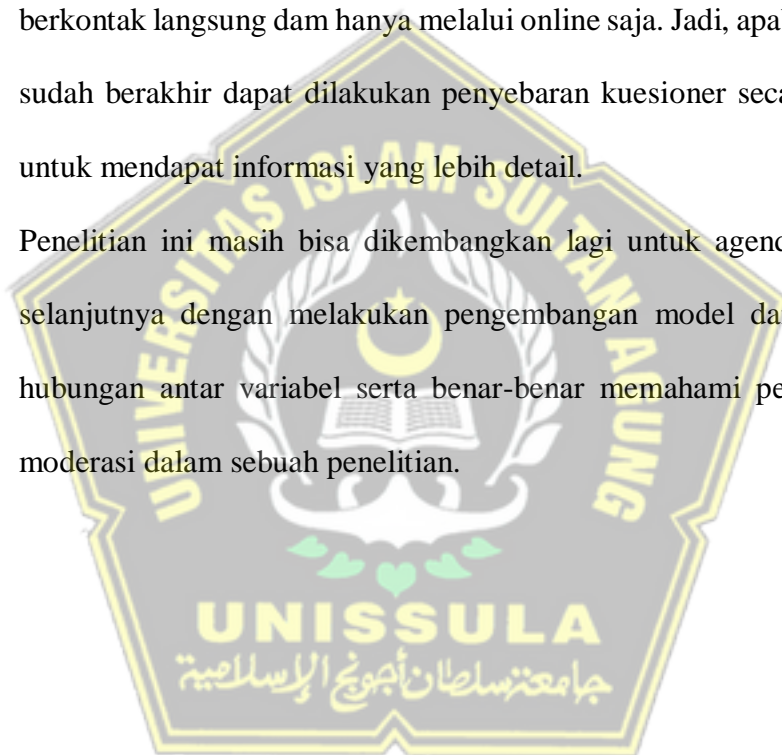 berkontak langsung dam hanya melalui online saja. Jadi, apa
sudah berakhir dapat dilakukan penyebaran kuesioner seca
untuk mendapat informasi yang lebih detail.
Penelitian ini masih bisa dikembangkan lagi untuk agend
selanjutnya dengan melakukan pengembangan model da
hubungan antar variabel serta benar-benar memahami pe
moderasi dalam sebuah penelitian.
UNIVERSITAS ISLAM SULTAN AGUNG
UNISSULA
جامعة سلطان أجونج الإسلامية